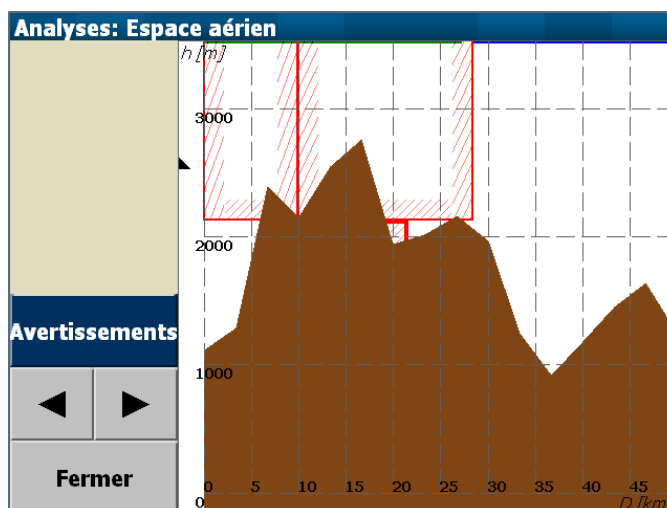 Analyses: Espace aérien
h [m]
3000
2000
1000
0
0 5 10 15 20 25 30 35 40 45
D [km
Avertissements
Fermer